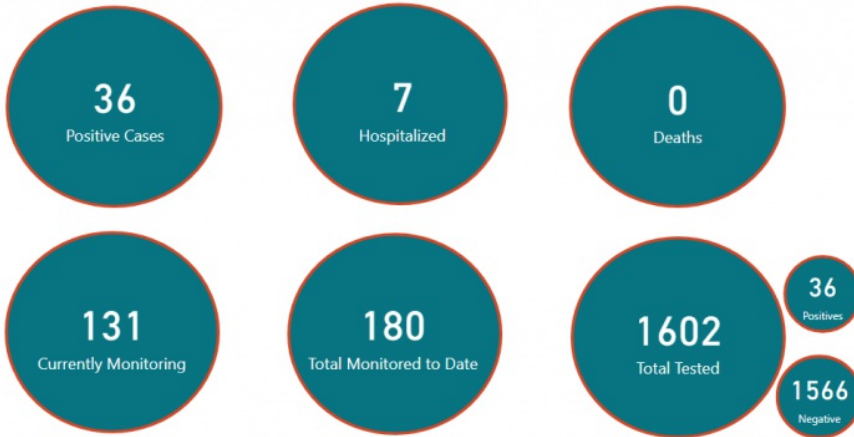 36
Positive Cases
7
Hospitalized
0
Deaths
131
Currently Monitoring
180
Total Monitored to Date
1602
Total Tested
36
Positives
1566
Negative